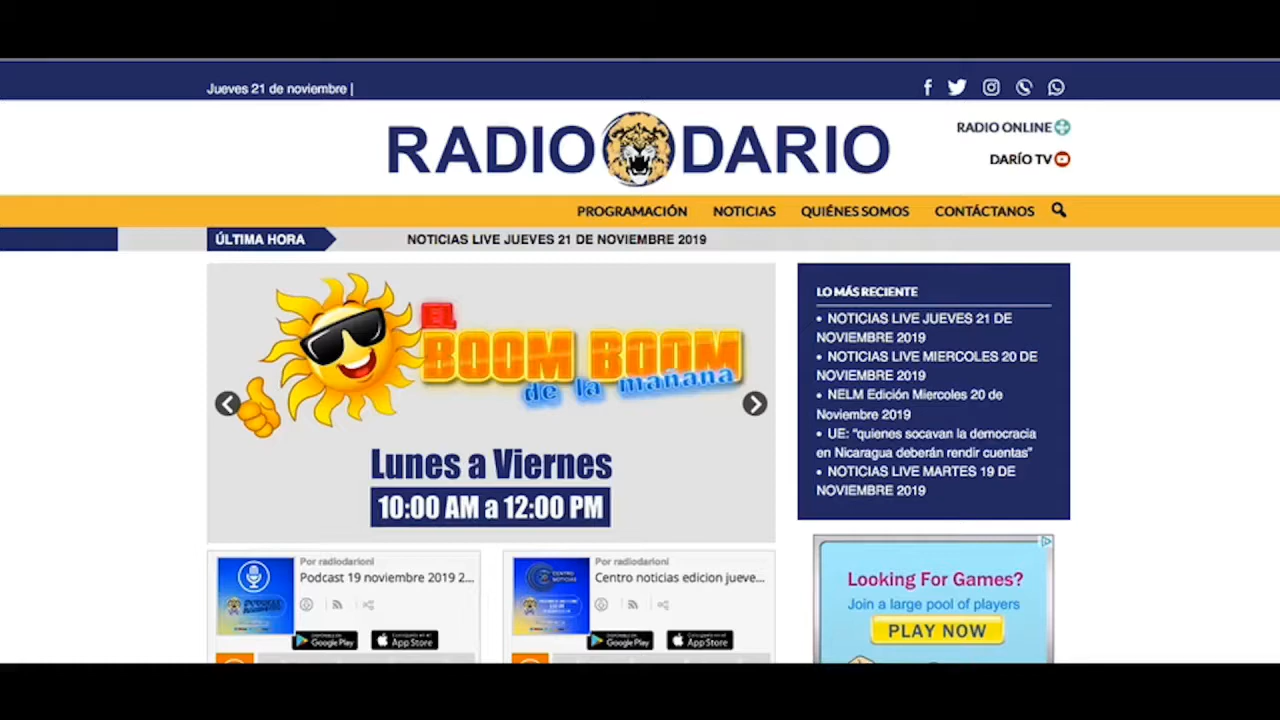 Jueves 21 de noviembre |
RADIO DARIO
RADIO ONLINE
DARÍO TV
PROGRAMACIÓN NOTICIAS QUIÉNES SOMOS CONTÁCTANOS
ÚLTIMA HORA NOTICIAS LIVE JUEVES 21 DE NOVIEMBRE 2019
EL
BOOM BOOM
de la mañana
Lunes a Viernes
10:00 AM a 12:00 PM
LO MÁS RECIENTE
• NOTICIAS LIVE JUEVES 21 DE
NOVIEMBRE 2019
• NOTICIAS LIVE MIERCOLES 20 DE
NOVIEMBRE 2019
• NELM Edición Miercoles 20 de
Noviembre 2019
• UE: “quienes socavan la democracia
en Nicaragua deberán rendir cuentas”
• NOTICIAS LIVE MARTES 19 DE
NOVIEMBRE 2019
Por radiodarioni
Podcast 19 noviembre 2019 2...
Google Play
App Store
Por radiodarioni
Centro noticias edicion jueve...
CENTRO
NOTICIAS
Google Play
App Store
Looking For Games?
Join a large pool of players
PLAY NOW